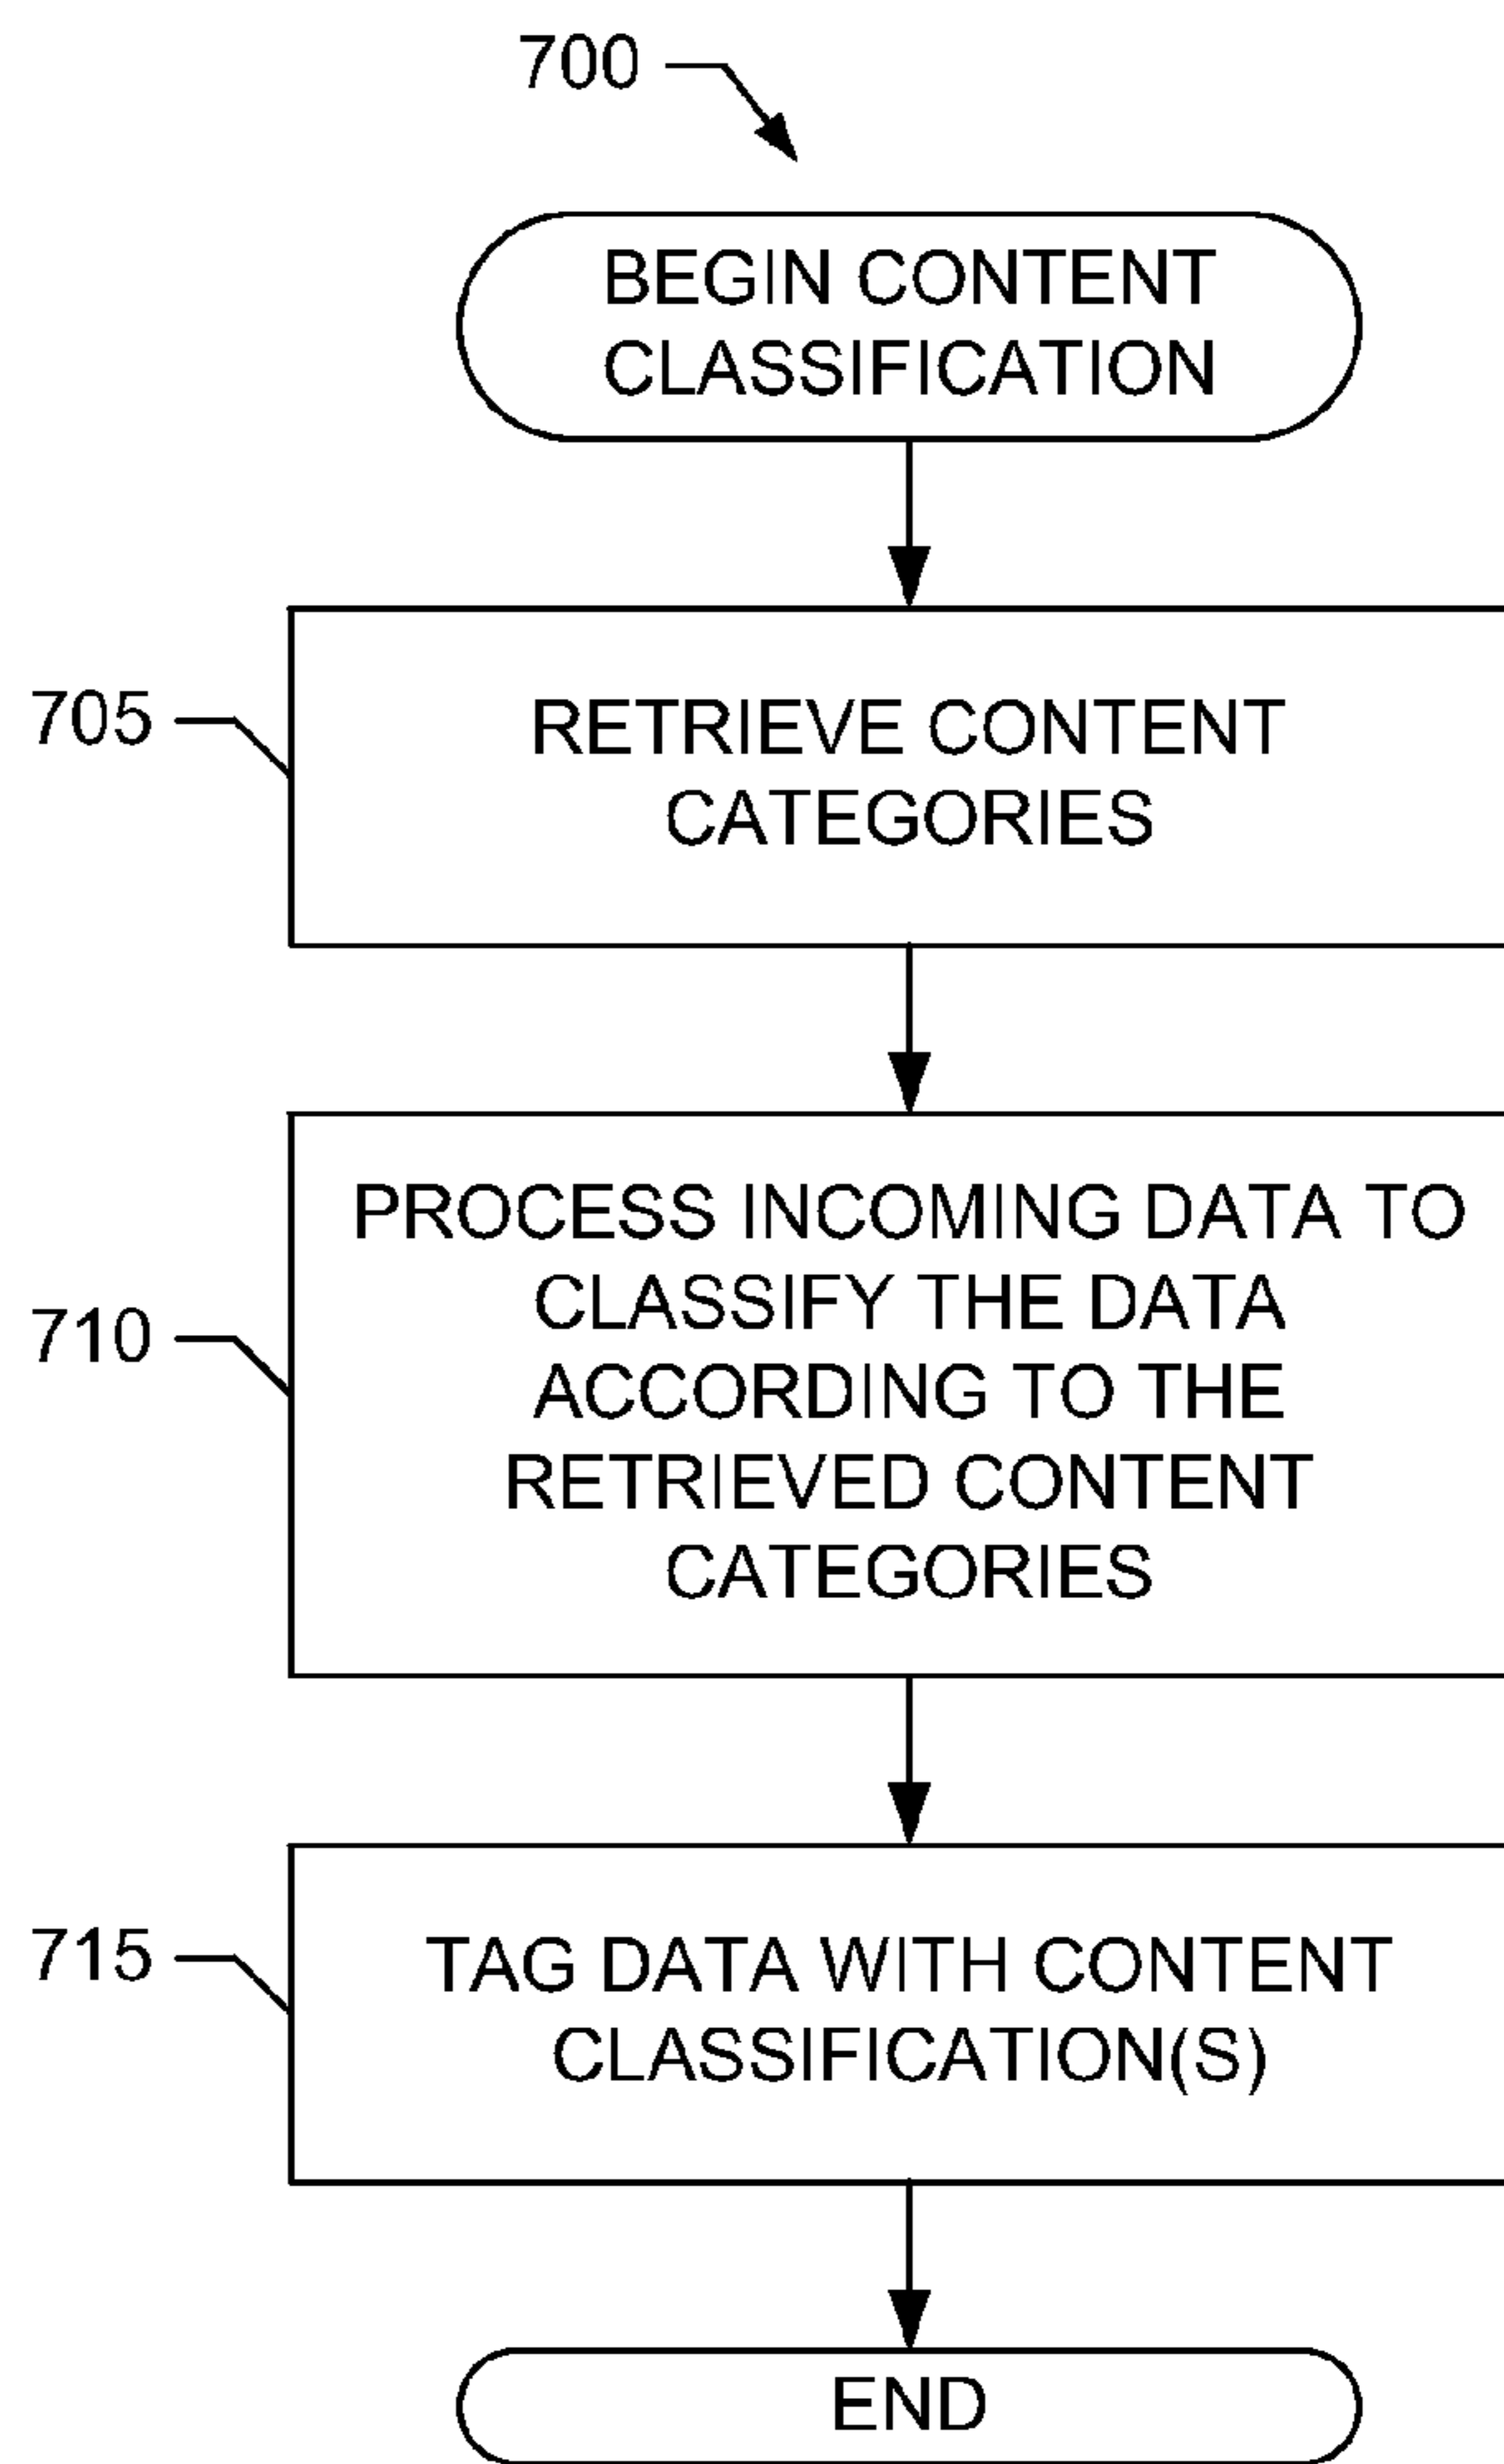 700
BEGIN CONTENT
CLASSIFICATION
705
RETRIEVE CONTENT
CATEGORIES
710
PROCESS INCOMING DATA TO
CLASSIFY THE DATA
ACCORDING TO THE
RETRIEVED CONTENT
CATEGORIES
715
TAG DATA WITH CONTENT
CLASSIFICATION(S)
END